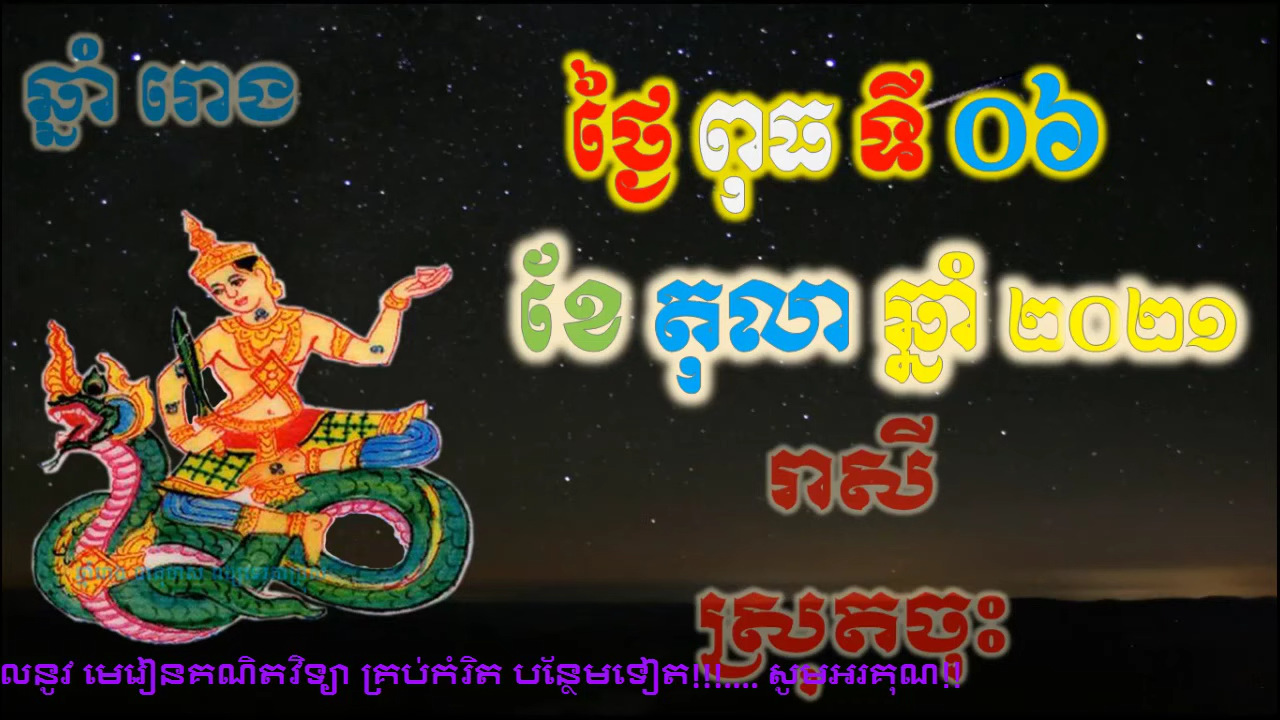 ឆ្នាំ រោង
ថ្ងៃ ពុធ ទី ០៦
ខែ តុលា ឆ្នាំ ២០២១
រាសី
ស្រុតចុះ
លនូវ មេរៀនគណិតវិទ្យា គ្រប់កំរិត បន្ថែមទៀត!!!.... សូមអរគុណ!!